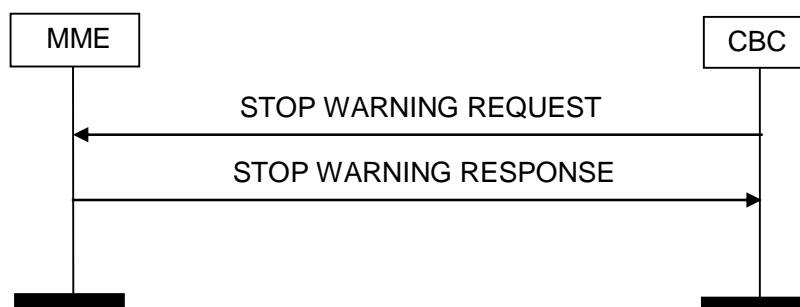 MME
CBC
STOP WARNING REQUEST
STOP WARNING RESPONSE